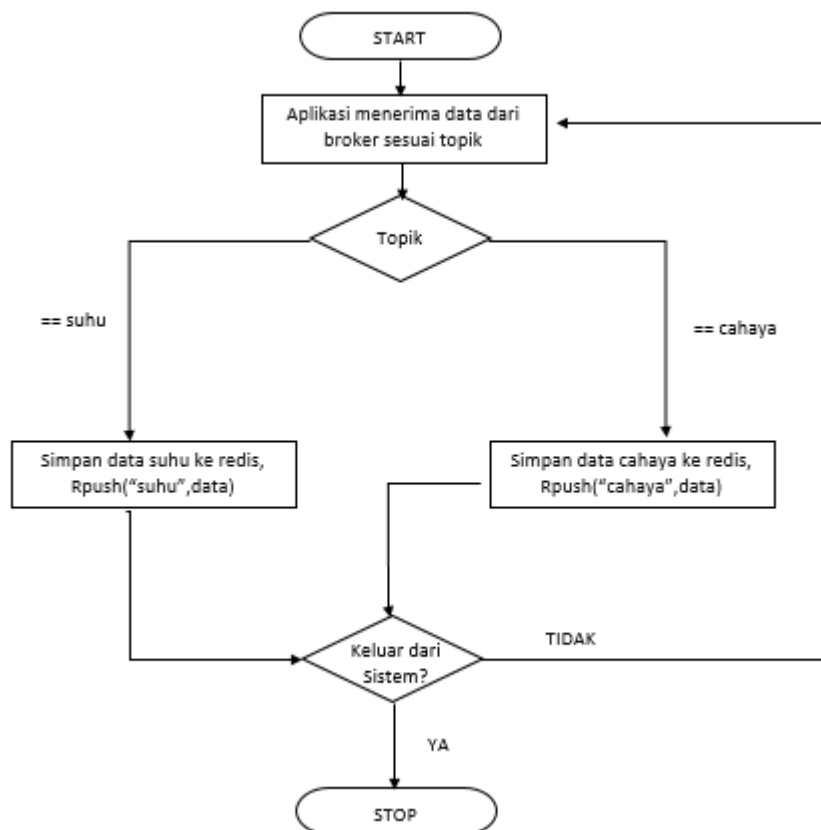 START
Aplikasi menerima data dari
broker sesuai topik
Topik
== suhu
== cahaya
Simpan data suhu ke redis,
Rpush(“suhu”,data)
Simpan data cahaya ke redis,
Rpush(“cahaya”,data)
Keluar dari
Sistem?
TIDAK
YA
STOP